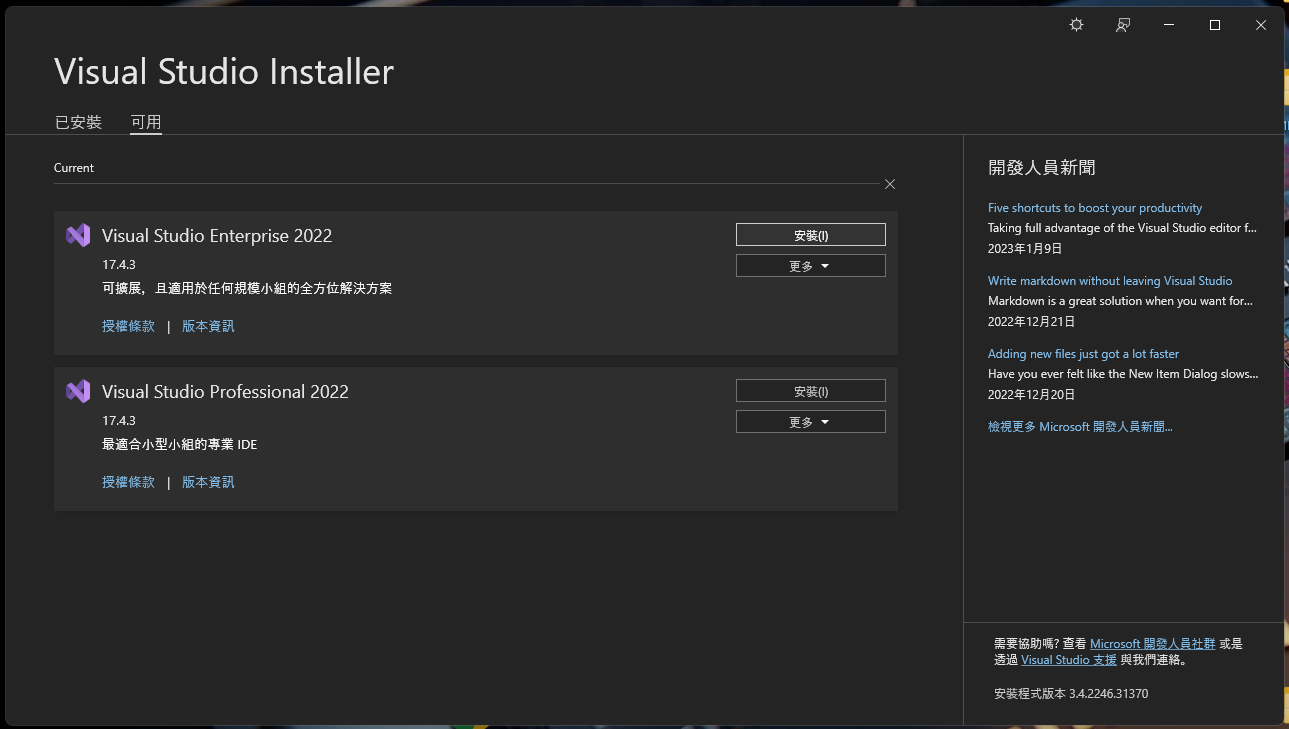 Visual Studio Installer
已安裝
可用
Current
Visual Studio Enterprise 2022
安裝(I)
17.4.3
更多
可擴展，且適用於任何規模小組的全方位解決方案
授權條款 | 版本資訊
Visual Studio Professional 2022
安裝(I)
17.4.3
更多
最適合小型小組的專業 IDE
授權條款 | 版本資訊
開發人員新聞
Five shortcuts to boost your productivity
Taking full advantage of the Visual Studio editor f...
2023年1月9日
Write markdown without leaving Visual Studio
Markdown is a great solution when you want for...
2022年12月21日
Adding new files just got a lot faster
Have you ever felt like the New Item Dialog slows...
2022年12月20日
檢視更多 Microsoft 開發人員新聞...
需要協助嗎? 查看 Microsoft 開發人員社群 或是
透過 Visual Studio 支援 與我們連絡。
安裝程式版本 3.4.2246.31370